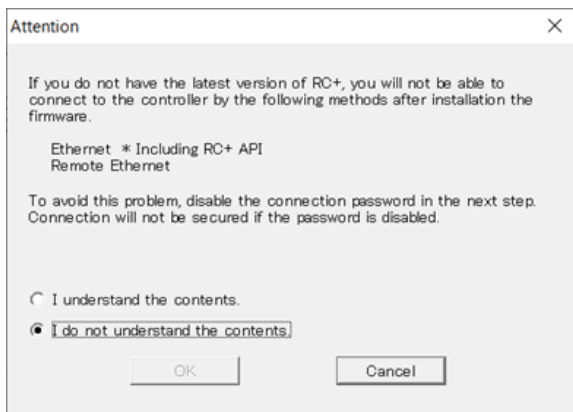 Attention
If you do not have the latest version of RC+, you will not be able to
connect to the controller by the following methods after installation the
firmware.
Ethernet * Including RC+ API
Remote Ethernet
To avoid this problem, disable the connection password in the next step.
Connection will not be secured if the password is disabled.
I understand the contents.
I do not understand the contents.
OK
Cancel